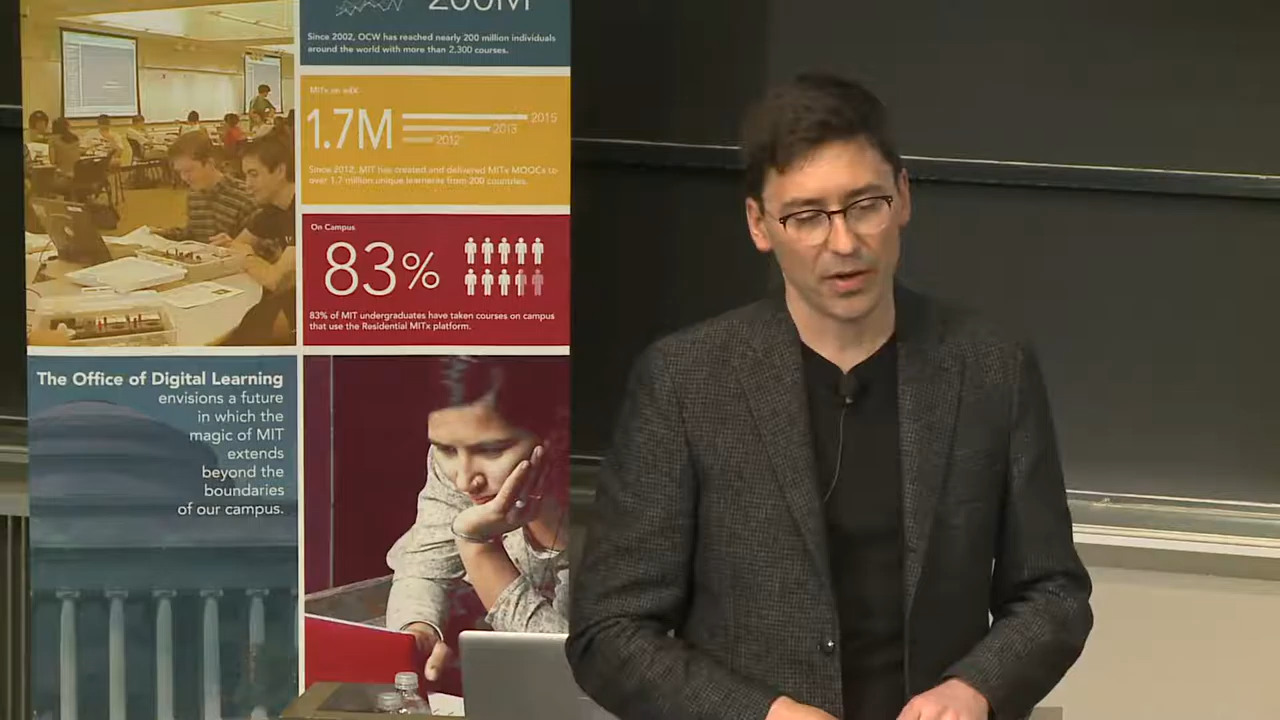 200M
Since 2002, OCW has reached nearly 200 million individuals
around the world with more than 2,300 courses.
MITx on edX
1.7M
2015
2013
2012
Since 2012, MIT has created and delivered MITx MOOCs to
over 1.7 million unique learners from 200 countries.
On Campus
83%
83% of MIT undergraduates have taken courses on campus
that use the Residential MITx platform.
The Office of Digital Learning
envisions a future
in which the
magic of MIT
extends
beyond the
boundaries
of our campus.